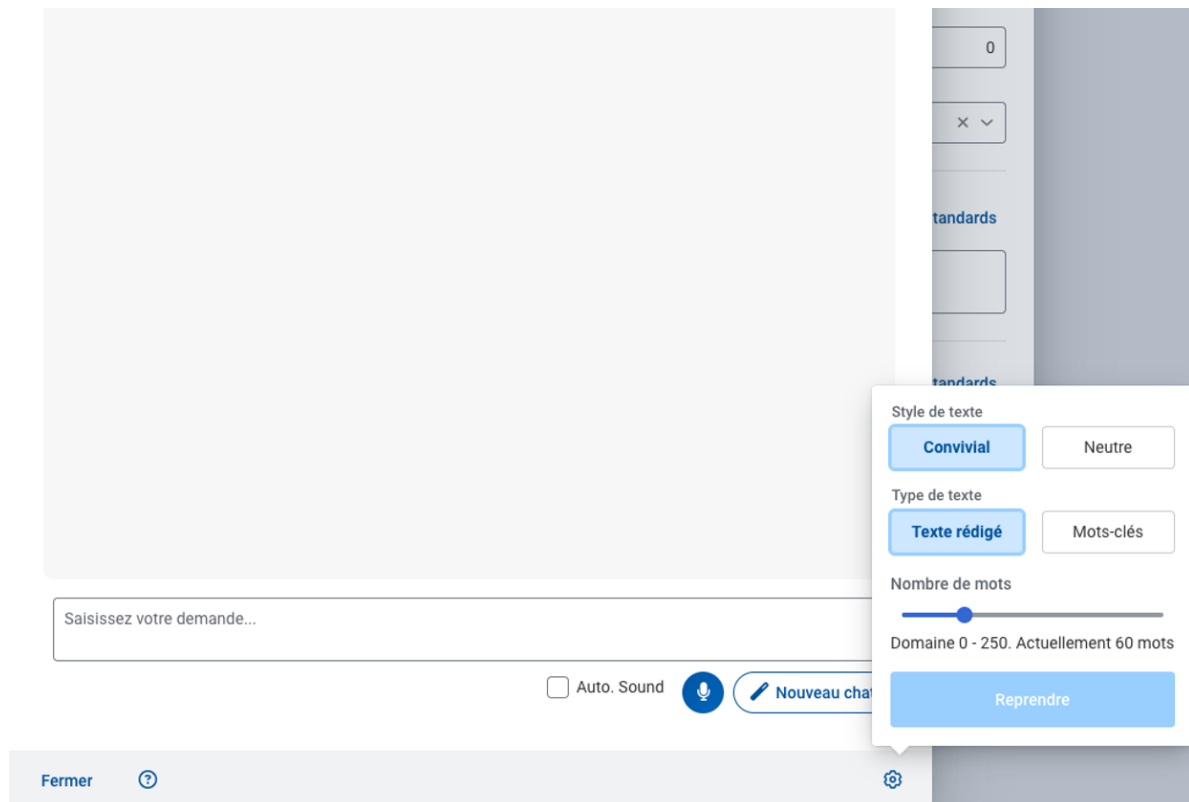 0
tandards
tandards
Style de texte
Convivial
Neutre
Type de texte
Texte rédigé
Mots-clés
Nombre de mots
Domaine 0 - 250. Actuellement 60 mots
Reprendre
Saisissez votre demande...
Auto. Sound
Nouveau chat
Fermer